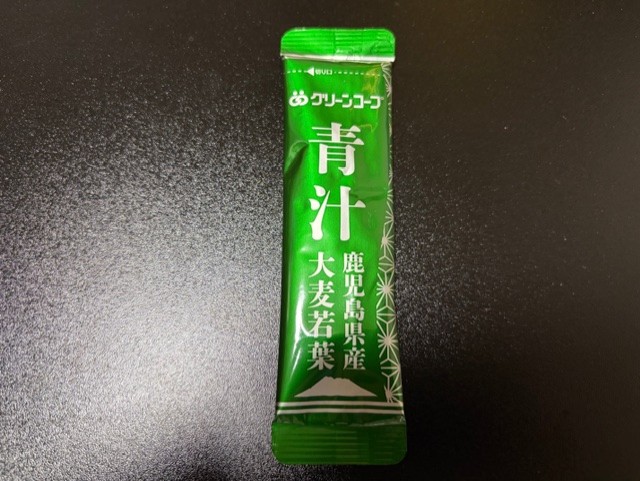 切り口
グリーンコープ
青汁
鹿児島県産
大麦若葉